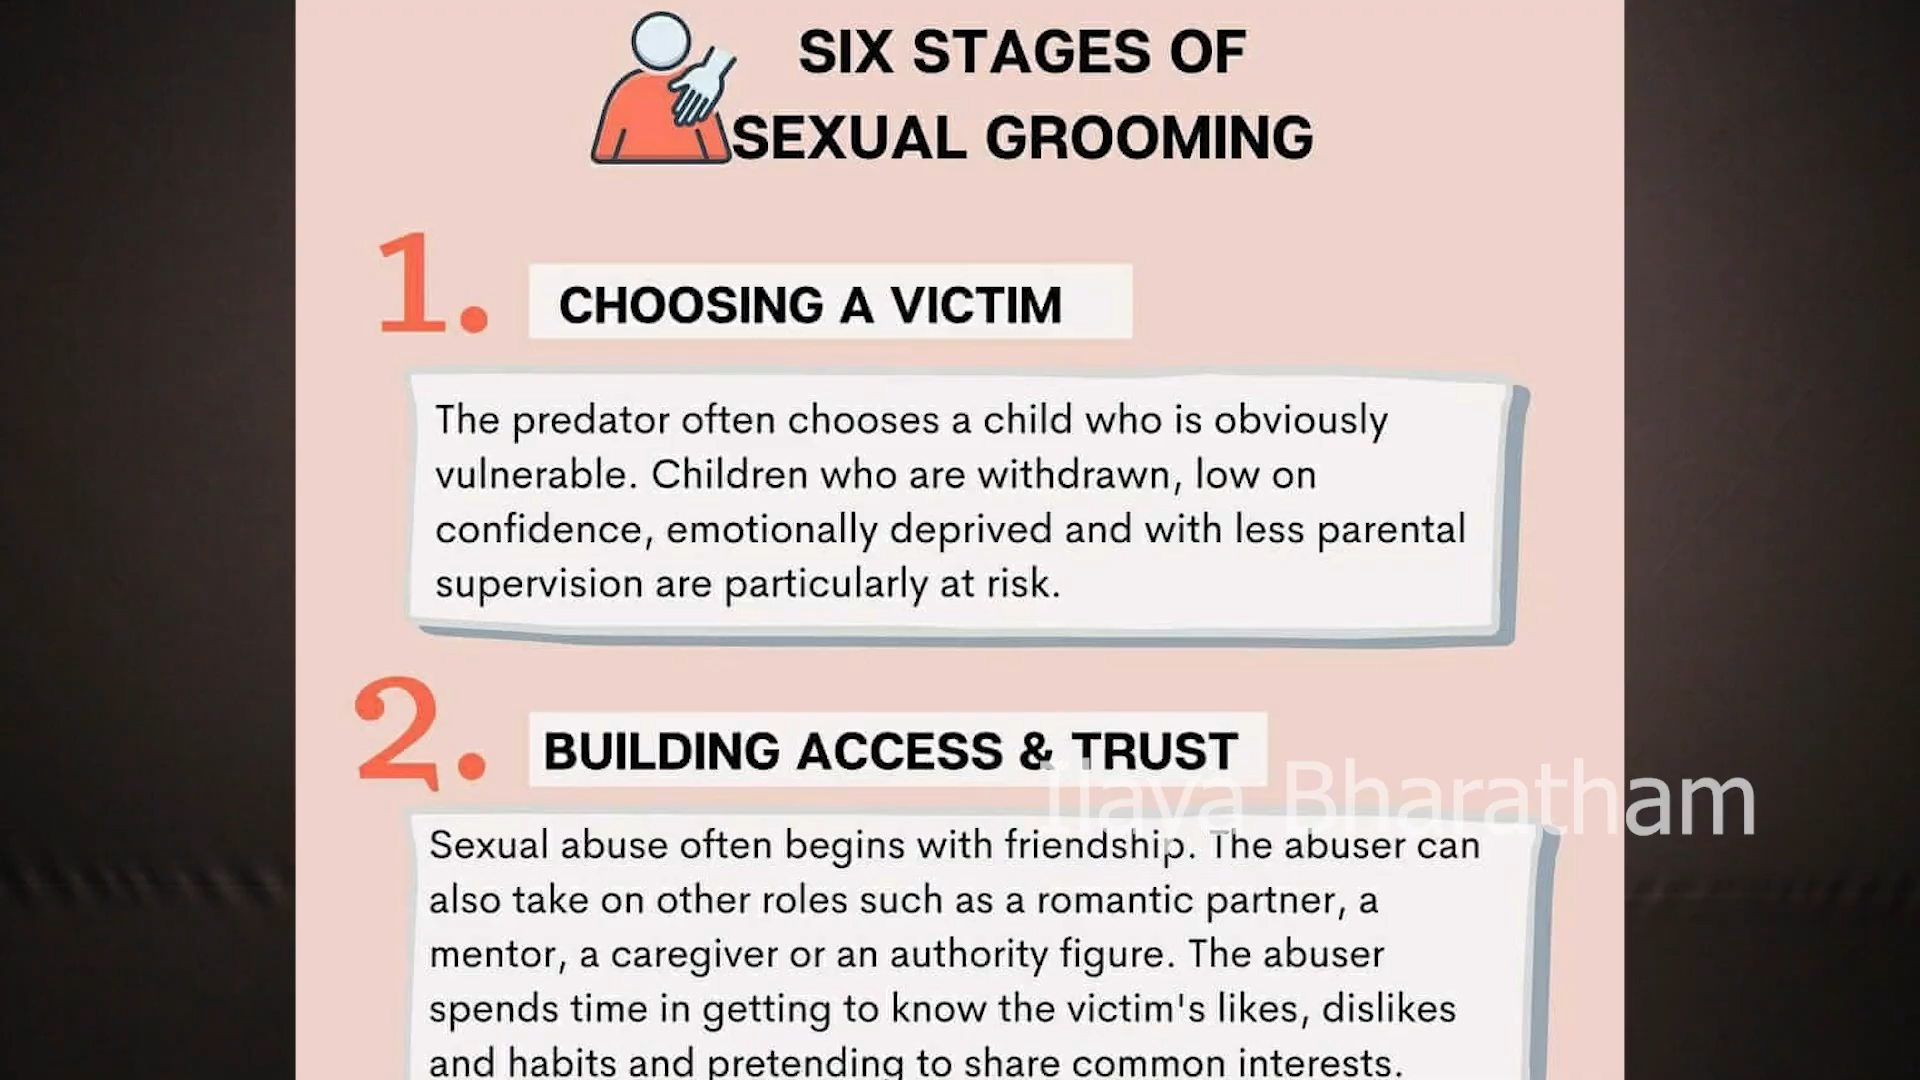 SIX STAGES OF
SEXUAL GROOMING
1.
CHOOSING A VICTIM
The predator often chooses a child who is obviously
vulnerable. Children who are withdrawn, low on
confidence, emotionally deprived and with less parental
supervision are particularly at risk.
2.
BUILDING ACCESS & TRUST
Ilaya Bharatham
Sexual abuse often begins with friendship. The abuser can
also take on other roles such as a romantic partner, a
mentor, a caregiver or an authority figure. The abuser
spends time in getting to know the victim's likes, dislikes
and habits and pretending to share common interests.